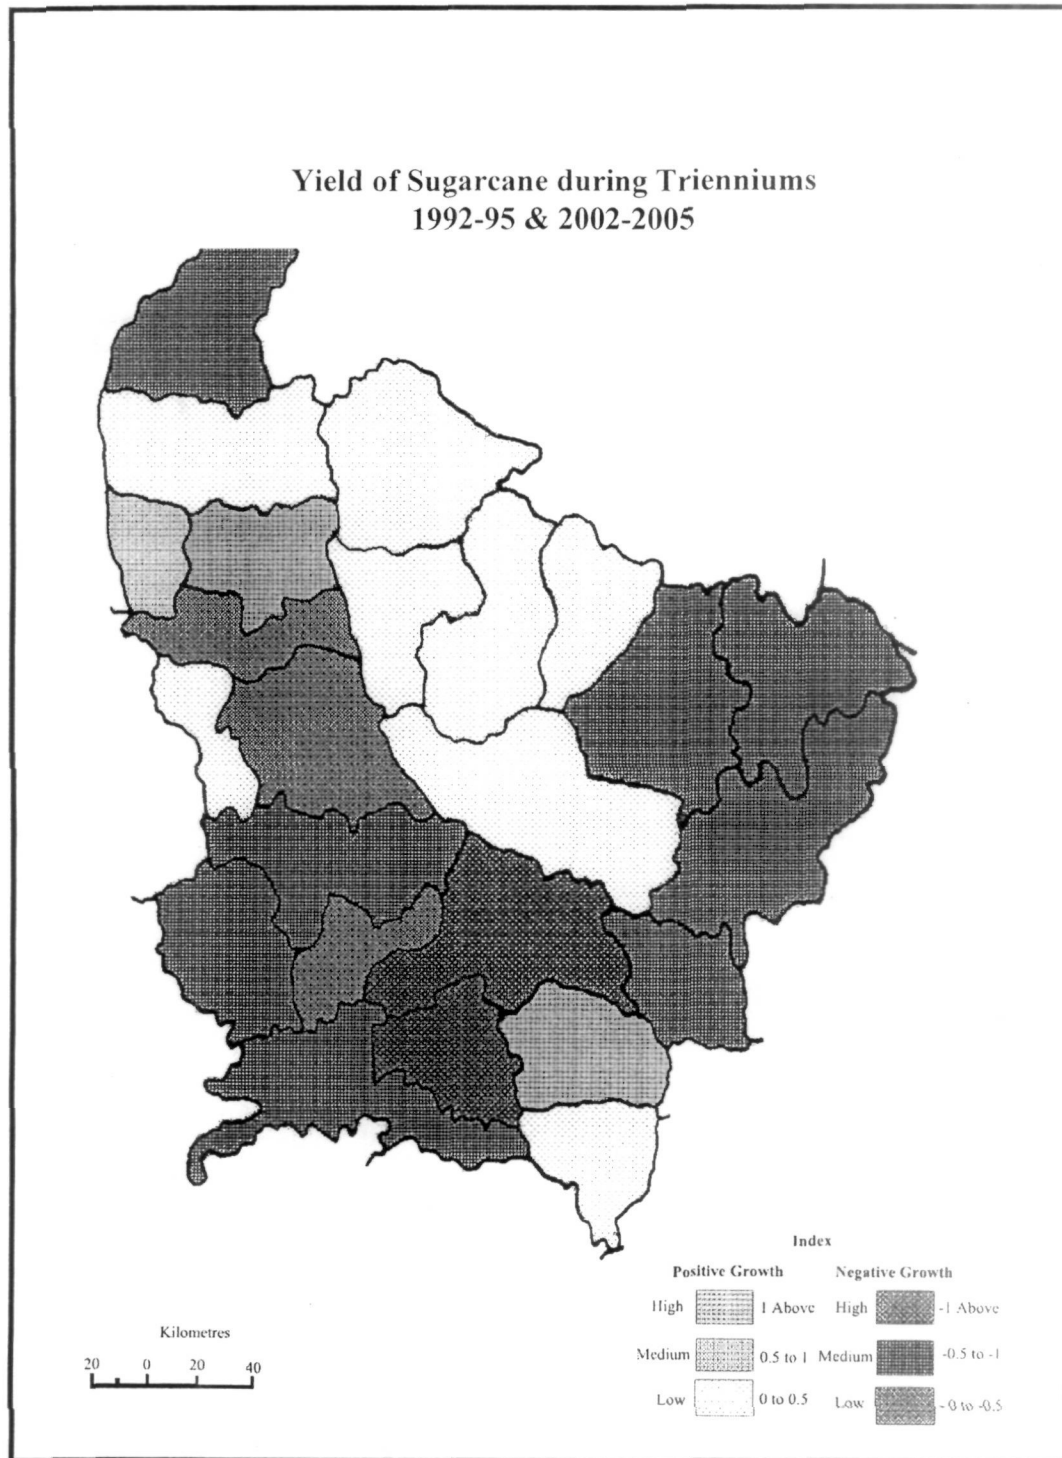 Yield of Sugarcane during Trienniums
1992-95 & 2002-2005
Index
Positive Growth Negative Growth
High 1 Above High -1 Above
Medium 0.5 to 1 Medium -0.5 to -1
Low 0 to 0.5 Low - 0 to -0.5
Kilometres
20 0 20 40